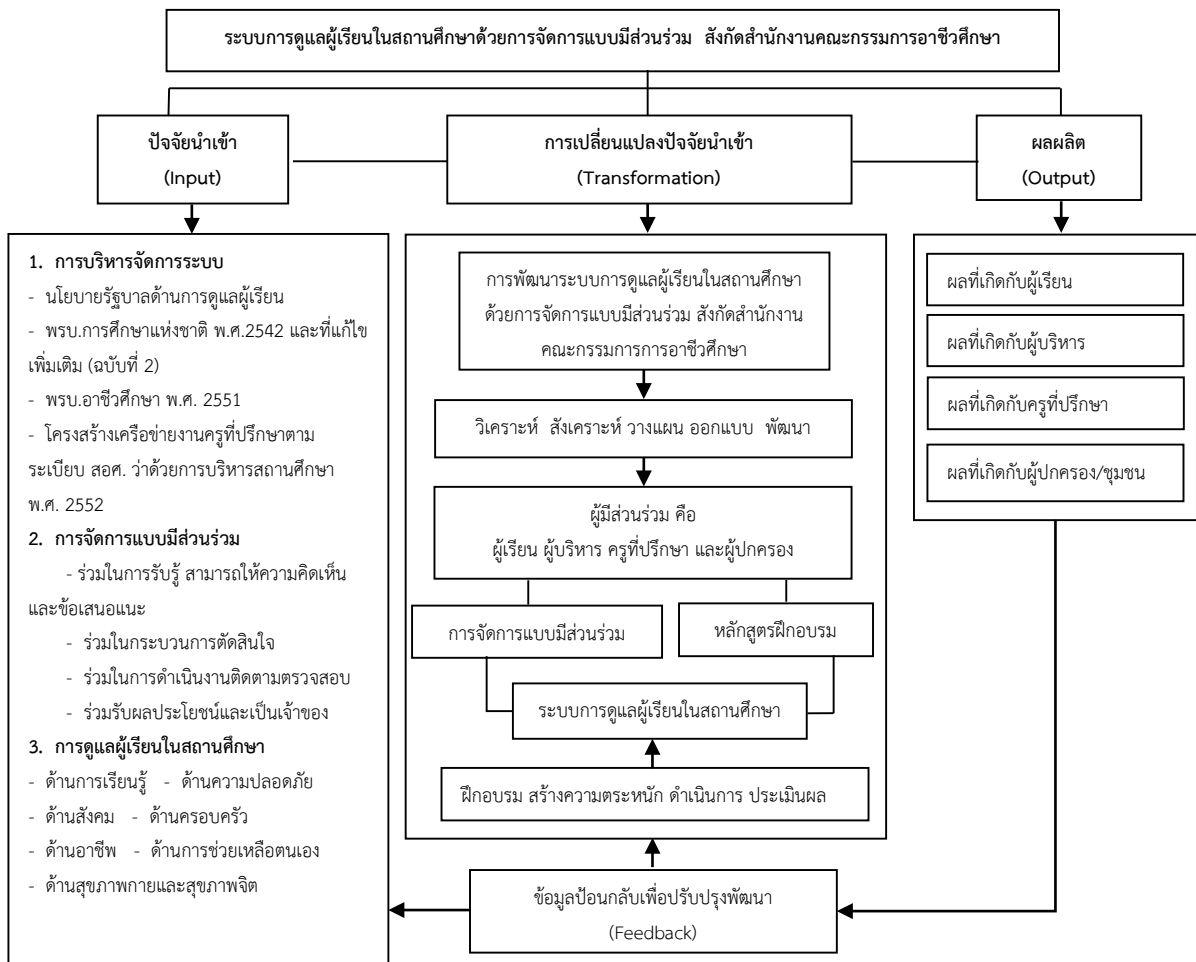 ระบบการดูแลผู้เรียนในสถานศึกษาด้วยการจัดการแบบมีส่วนร่วม สังกัดสำนักงานคณะกรรมการอาชีวศึกษา
ปัจจัยนำเข้า
(Input)
การเปลี่ยนแปลงปัจจัยนำเข้า
(Transformation)
ผลผลิต
(Output)
1. การบริหารจัดการระบบ
- นโยบายรัฐบาลด้านการดูแลผู้เรียน
- พรบ.การศึกษาแห่งชาติ พ.ศ.2542 และที่แก้ไข
เพิ่มเติม (ฉบับที่ 2)
- พรบ.อาชีวศึกษา พ.ศ. 2551
- โครงสร้างเครือข่ายงานครูที่ปรึกษาตาม
ระเบียบ สอศ. ว่าด้วยการบริหารสถานศึกษา
พ.ศ. 2552
2. การจัดการแบบมีส่วนร่วม
- ร่วมในการรับรู้ สามารถให้ความคิดเห็น
และข้อเสนอแนะ
- ร่วมในกระบวนการตัดสินใจ
- ร่วมในการดำเนินงานติดตามตรวจสอบ
- ร่วมรับผลประโยชน์และเป็นเจ้าของ
3. การดูแลผู้เรียนในสถานศึกษา
- ด้านการเรียนรู้ - ด้านความปลอดภัย
- ด้านสังคม - ด้านครอบครัว
- ด้านอาชีพ - ด้านการช่วยเหลือตนเอง
- ด้านสุขภาพกายและสุขภาพจิต
การพัฒนาระบบการดูแลผู้เรียนในสถานศึกษา
ด้วยการจัดการแบบมีส่วนร่วม สังกัดสำนักงาน
คณะกรรมการการอาชีวศึกษา
วิเคราะห์ สังเคราะห์ วางแผน ออกแบบ พัฒนา
ผู้มีส่วนร่วม คือ
ผู้เรียน ผู้บริหาร ครูที่ปรึกษา และผู้ปกครอง
การจัดการแบบมีส่วนร่วม
หลักสูตรฝึกอบรม
ระบบการดูแลผู้เรียนในสถานศึกษา
ฝึกอบรม สร้างความตระหนัก ดำเนินการ ประเมินผล
ผลที่เกิดกับผู้เรียน
ผลที่เกิดกับผู้บริหาร
ผลที่เกิดกับครูที่ปรึกษา
ผลที่เกิดกับผู้ปกครอง/ชุมชน
ข้อมูลป้อนกลับเพื่อปรับปรุงพัฒนา
(Feedback)